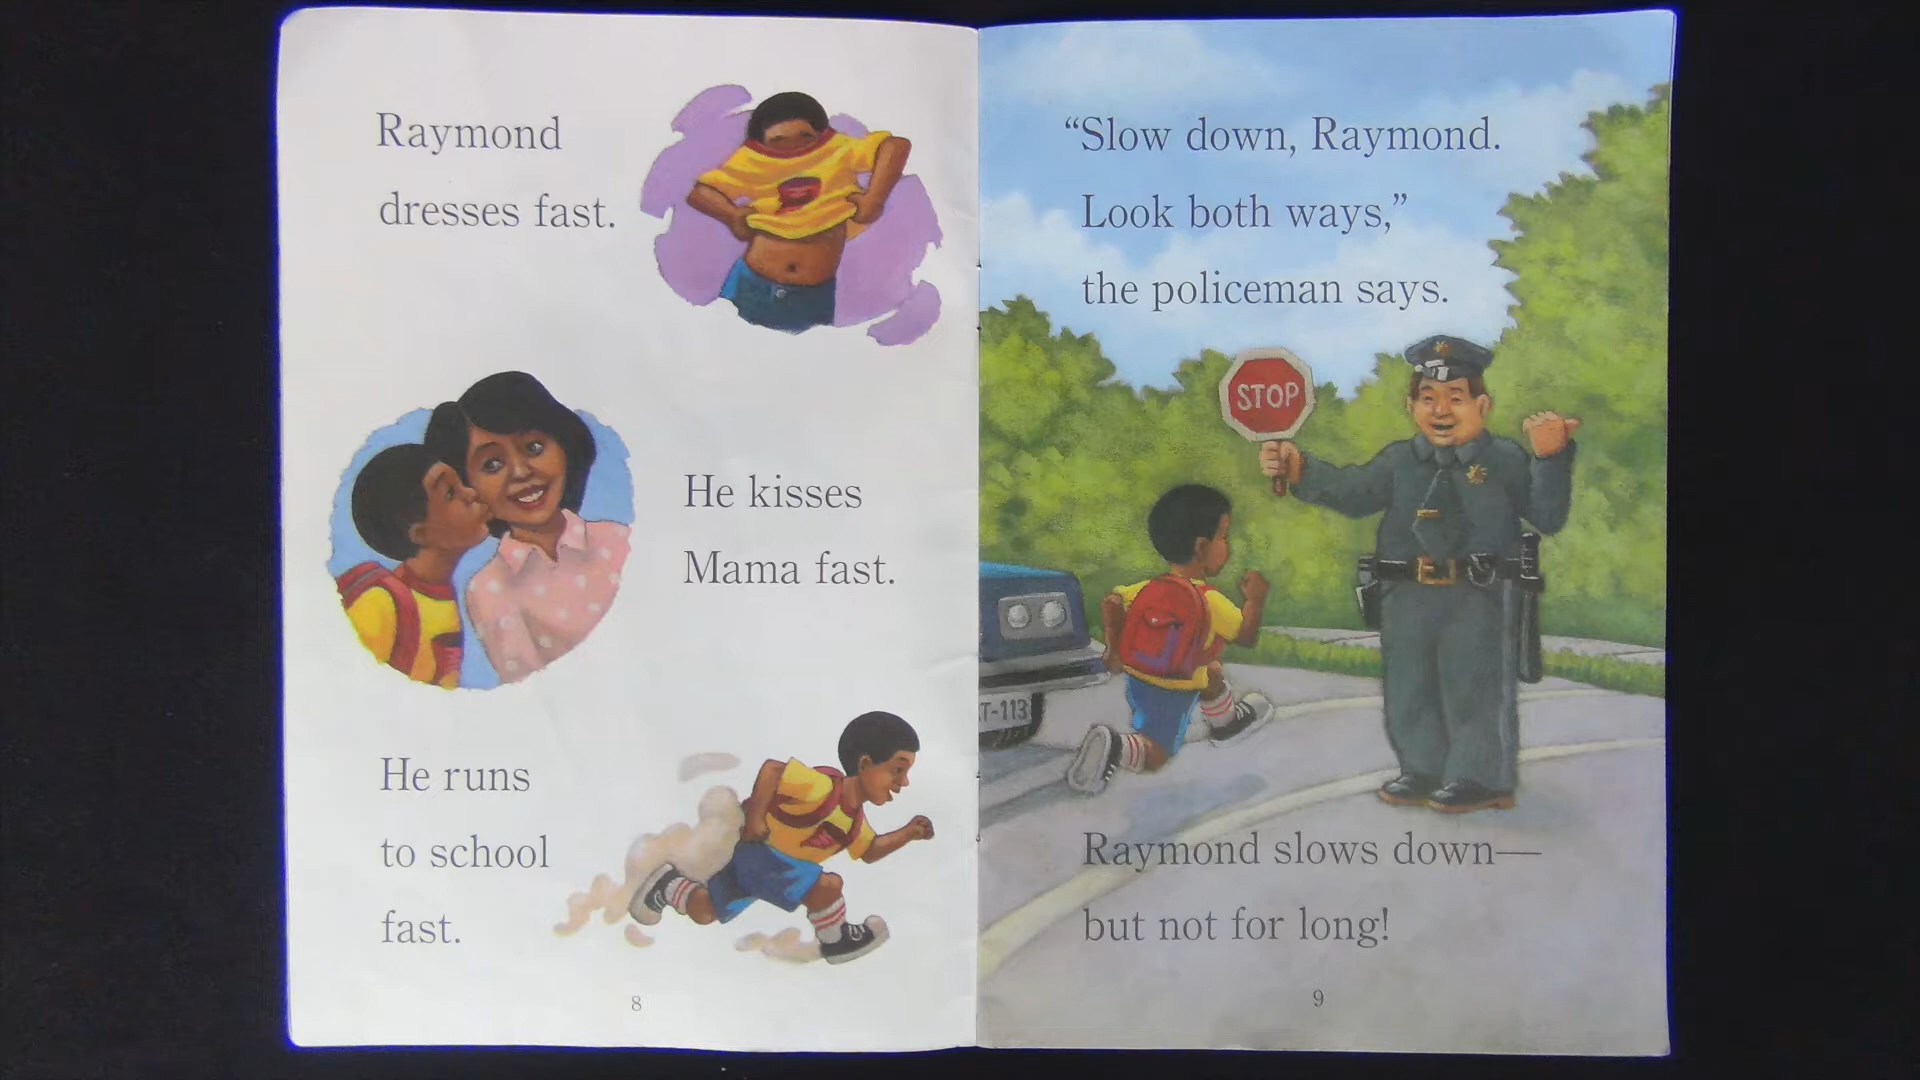 Raymond
dresses fast.
He kisses
Mama fast.
He runs
to school
fast.
8
“Slow down, Raymond.
Look both ways,”
the policeman says.
STOP
T-113
Raymond slows down—
but not for long!
9